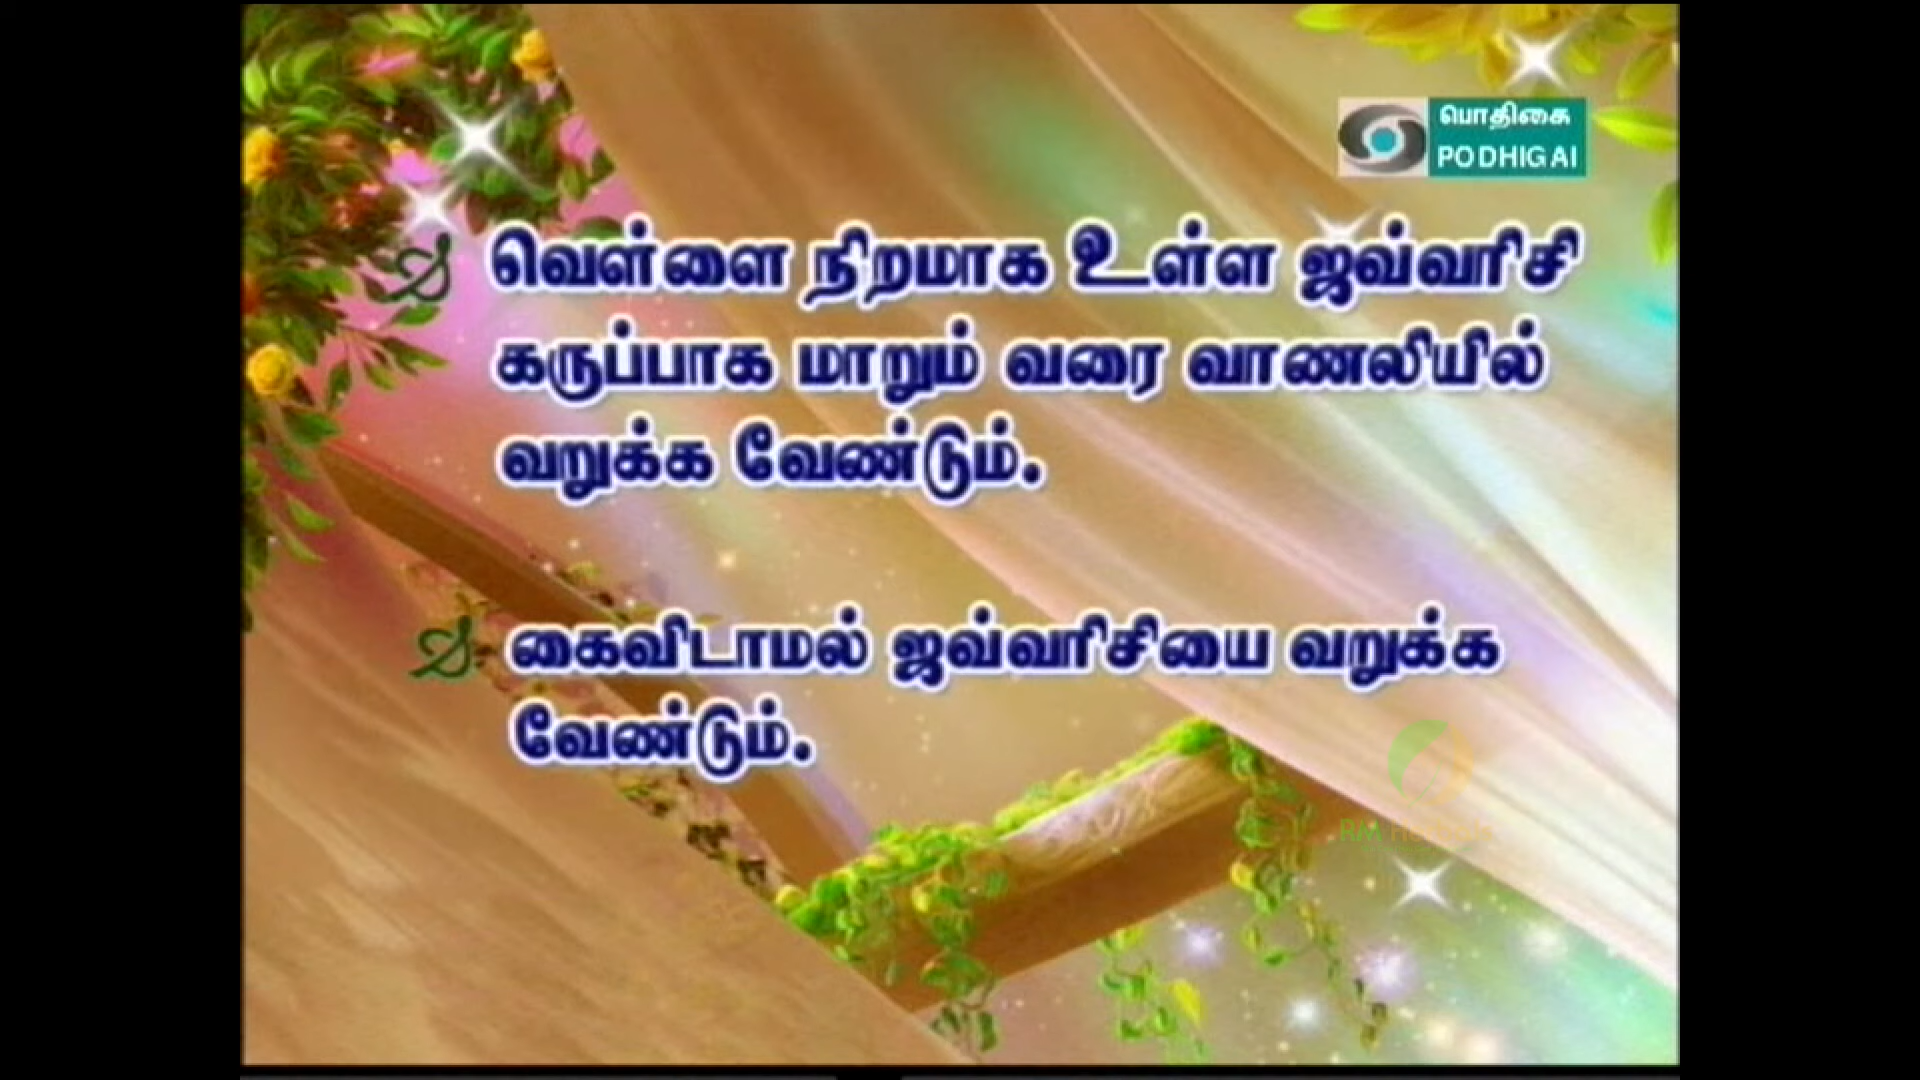 பொதிகை
PODHIGAI
வெள்ளை நிறமாக உள்ள ஜவ்வரிசி
கருப்பாக மாறும் வரை வாணலியில்
வறுக்க வேண்டும்.
கைவிடாமல் ஜவ்வரிசியை வறுக்க
வேண்டும்.